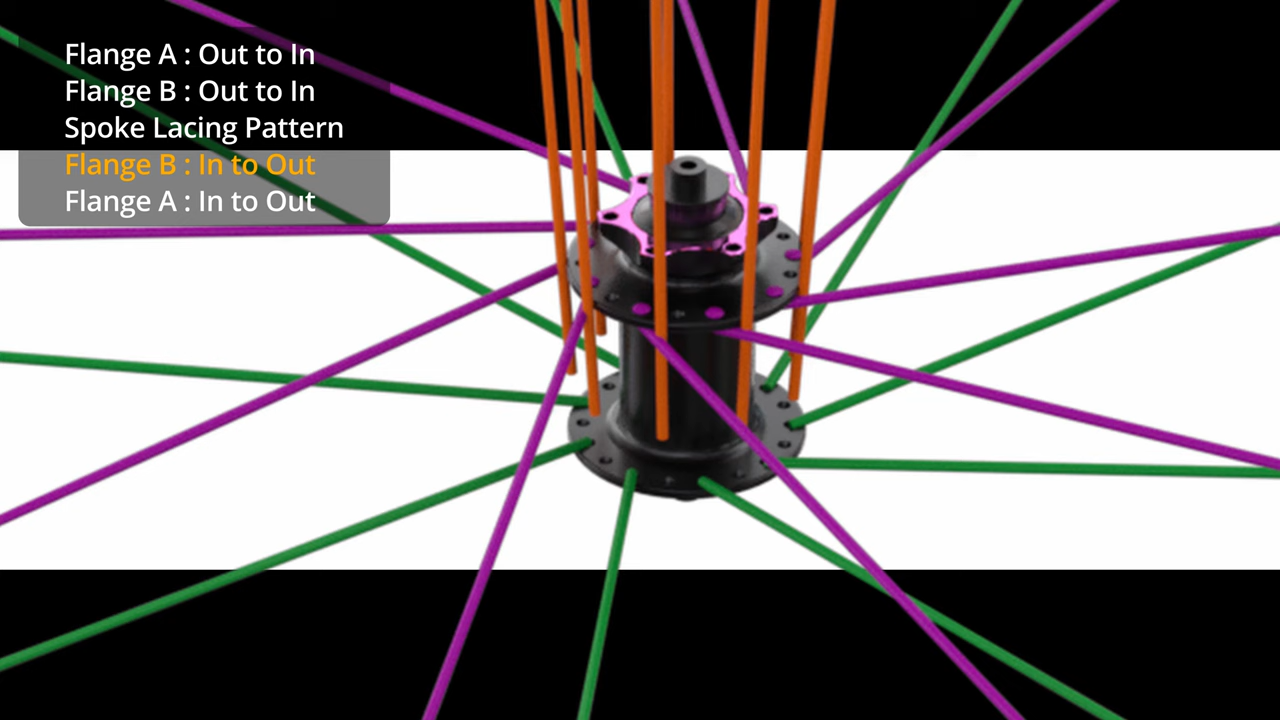 Flange A : Out to In
Flange B : Out to In
Spoke Lacing Pattern
Flange B : In to Out
Flange A : In to Out